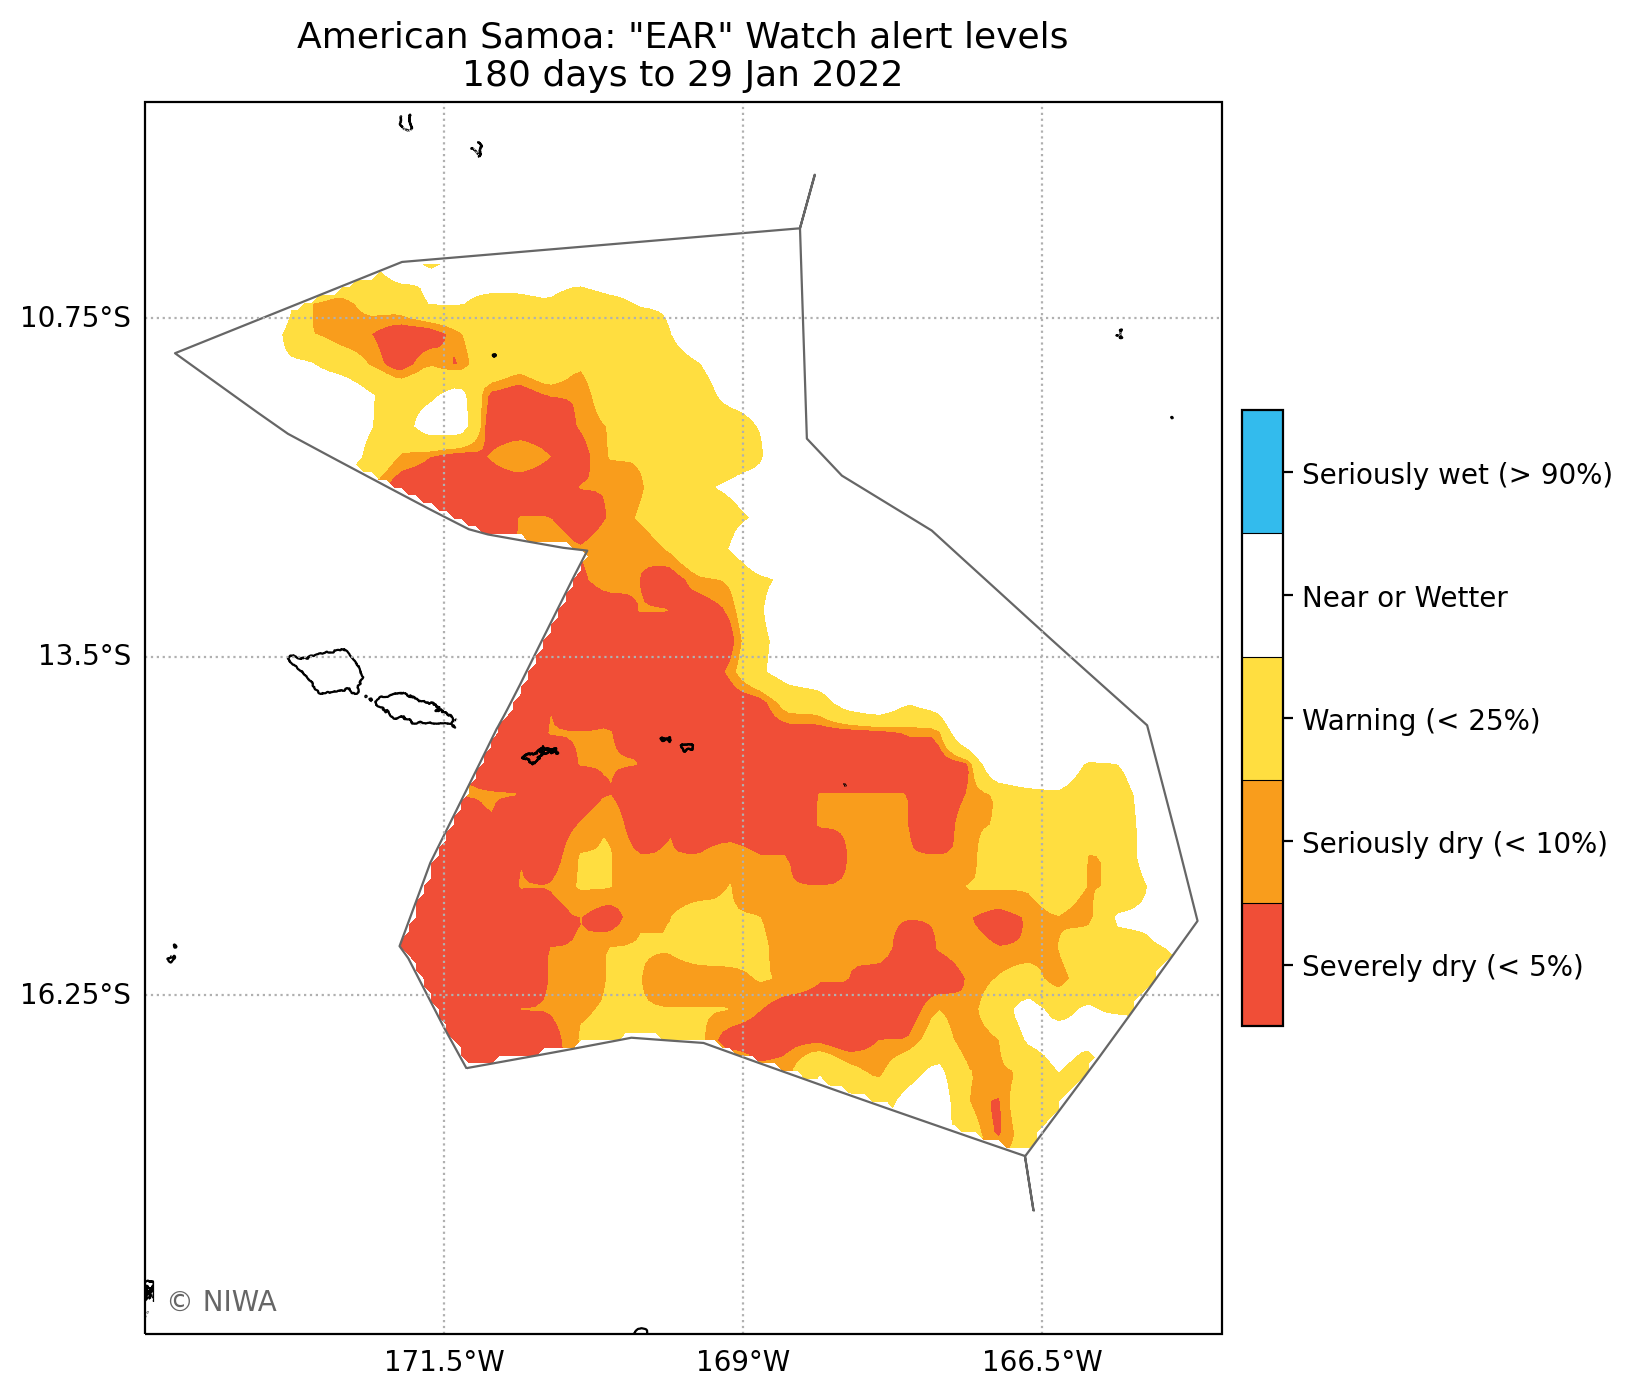 American Samoa: "EAR" Watch alert levels
180 days to 29 Jan 2022
10.75°S
13.5°S
16.25°S
171.5°W
169°W
166.5°W
© NIWA
Seriously wet (> 90%)
Near or Wetter
Warning (< 25%)
Seriously dry (< 10%)
Severely dry (< 5%)